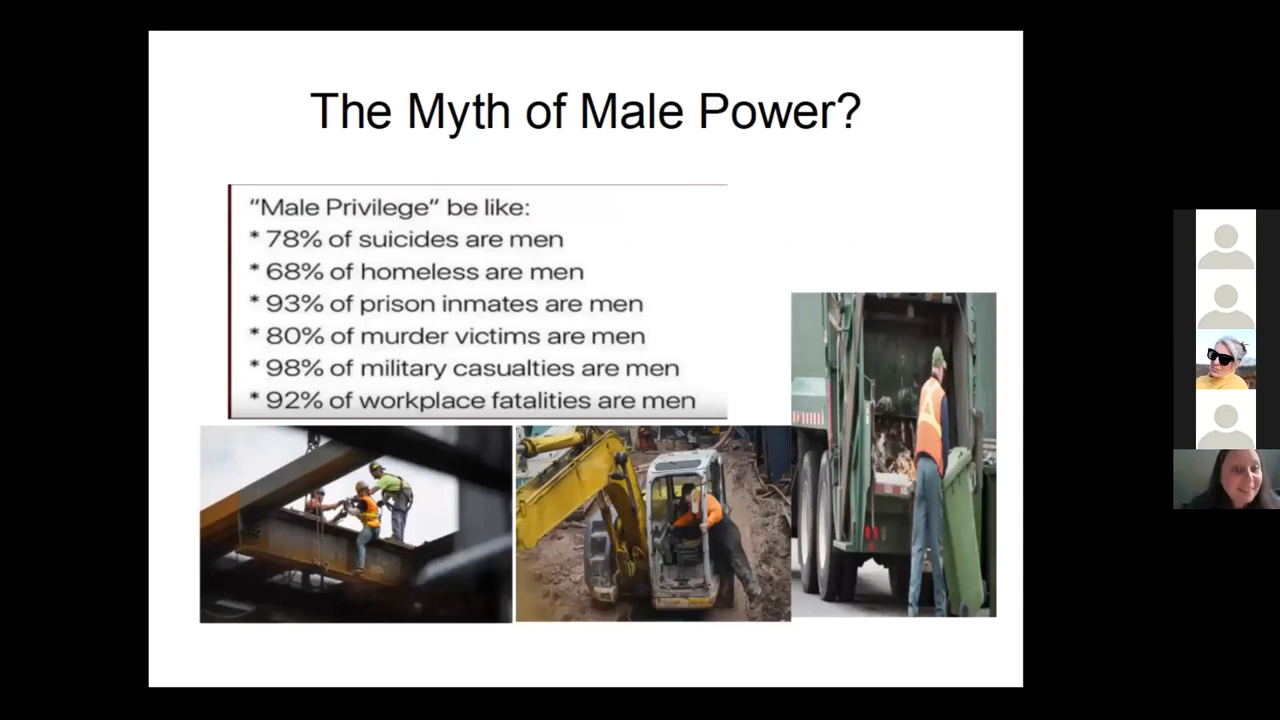 The Myth of Male Power?
“Male Privilege” be like:
* 78% of suicides are men
* 68% of homeless are men
* 93% of prison inmates are men
* 80% of murder victims are men
* 98% of military casualties are men
* 92% of workplace fatalities are men